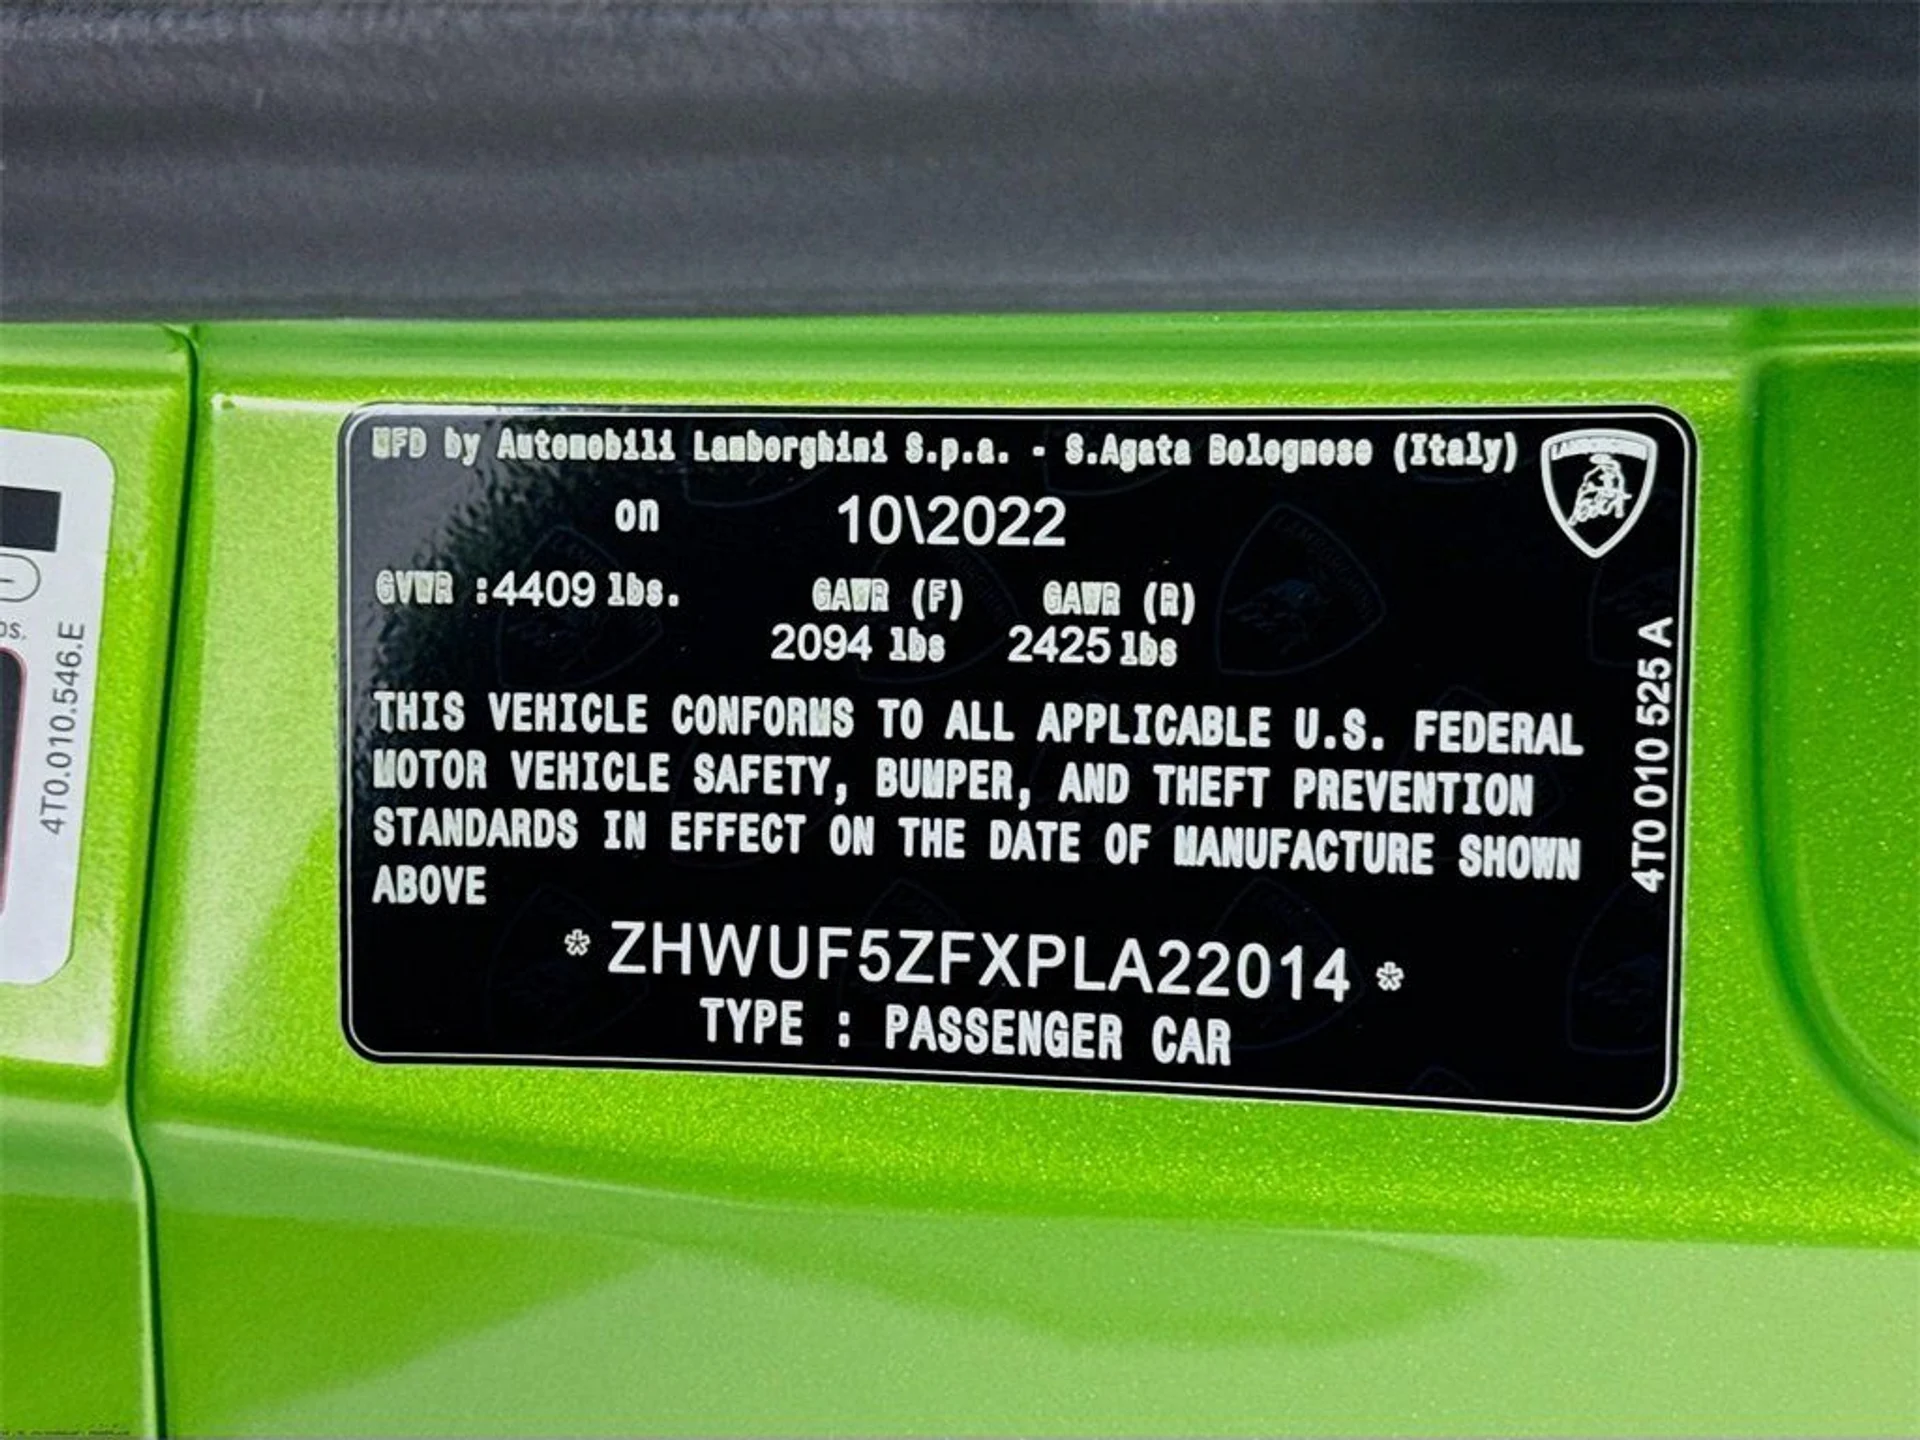 MFD by Automobili Lamborghini S.p.a. - S.Agata Bolognese (Italy)
LAMBORGHINI
on 10\2022
GVWR :4409 lbs. GAWR (F) GAWR (R)
2094 lbs 2425 lbs
THIS VEHICLE CONFORMS TO ALL APPLICABLE U.S. FEDERAL
MOTOR VEHICLE SAFETY, BUMPER, AND THEFT PREVENTION
STANDARDS IN EFFECT ON THE DATE OF MANUFACTURE SHOWN
ABOVE
* ZHWUF5ZFXPLA22014 *
TYPE : PASSENGER CAR
4T0 010 525 A
4T0.010.546.E